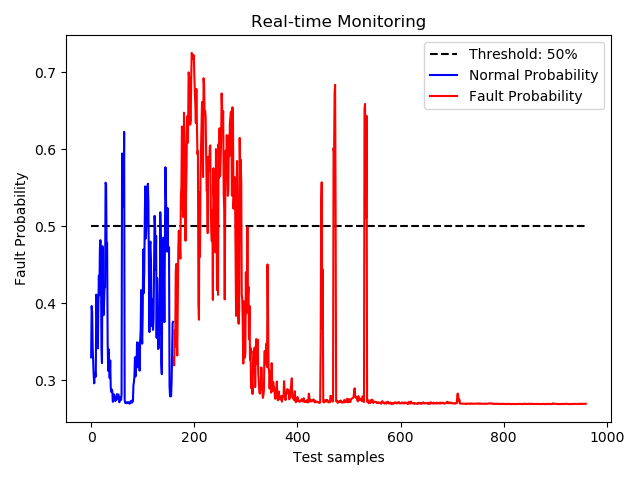 Real-time Monitoring
Threshold: 50%
Normal Probability
Fault Probability
0.7
0.6
0.5
0.4
0.3
Fault Probability
0
200
400
600
800
1000
Test samples